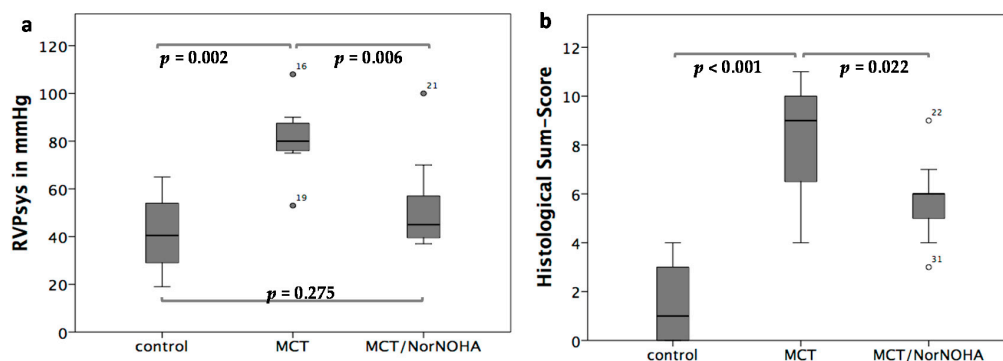 a
RVPsys in mmHg
120
100
80
60
40
20
0
p = 0.002
p = 0.006
16
19
21
p = 0.275
control
MCT
MCT/NorNOHA
b
Histological Sum-Score
12
10
8
6
4
2
0
p < 0.001
p = 0.022
22
31
control
MCT
MCT/NorNOHA